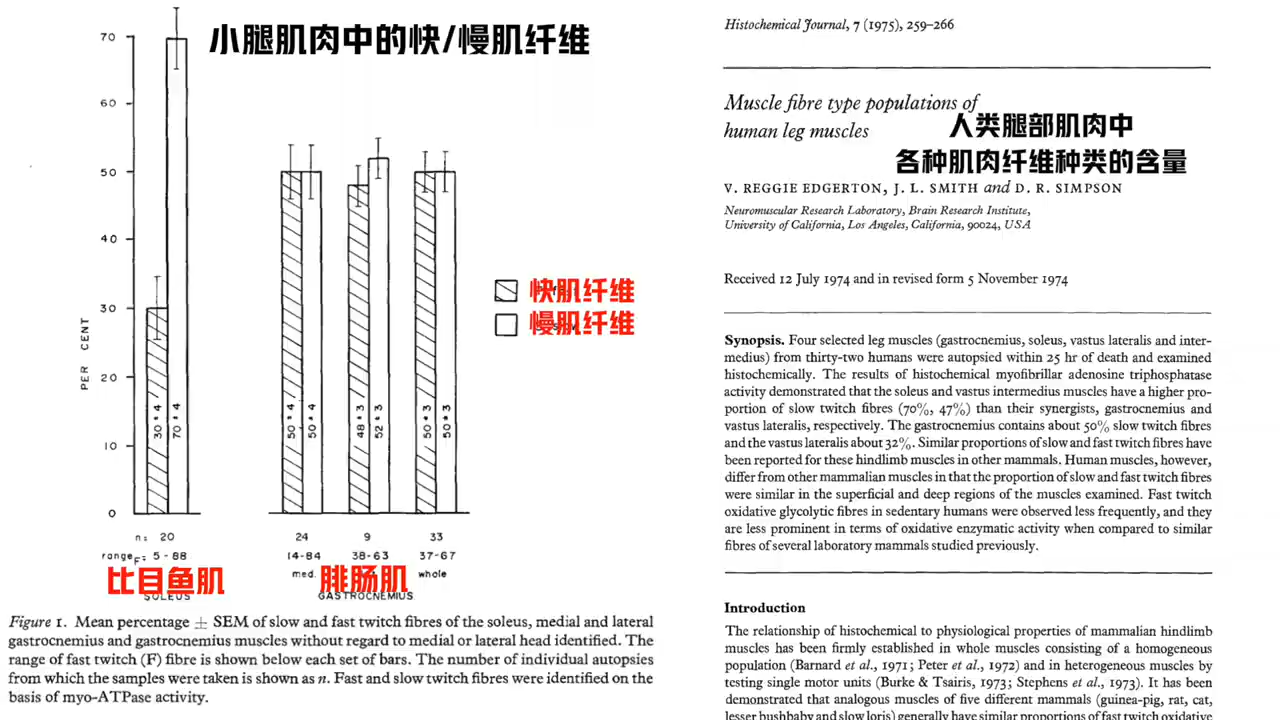 小腿肌肉中的快/慢肌纤维
70
60
50
40
30
20
10
0
PER CENT
30 ± 4
70 ± 4
50 ± 4
50 ± 4
48 ± 3
52 ± 3
50 ± 3
50 ± 3
快肌纤维
慢肌纤维
n: 20 24 9 33
rangeF: 5-88 14-84 38-63 37-67
med. whole
比目鱼肌
腓肠肌
SOLEUS
GASTROCNEMIUS
Figure 1. Mean percentage ± SEM of slow and fast twitch fibres of the soleus, medial and lateral
gastrocnemius and gastrocnemius muscles without regard to medial or lateral head identified. The
range of fast twitch (F) fibre is shown below each set of bars. The number of individual autopsies
from which the samples were taken is shown as n. Fast and slow twitch fibres were identified on the
basis of myo-ATPase activity.
Histochemical Journal, 7 (1975), 259–266
Muscle fibre type populations of
human leg muscles
人类腿部肌肉中
各种肌肉纤维种类的含量
V. REGGIE EDGERTON, J. L. SMITH and D. R. SIMPSON
Neuromuscular Research Laboratory, Brain Research Institute,
University of California, Los Angeles, California, 90024, USA
Received 12 July 1974 and in revised form 5 November 1974
Synopsis. Four selected leg muscles (gastrocnemius, soleus, vastus lateralis and inter-
medius) from thirty-two humans were autopsied within 25 hr of death and examined
histochemically. The results of histochemical myofibrillar adenosine triphosphatase
activity demonstrated that the soleus and vastus intermedius muscles have a higher pro-
portion of slow twitch fibres (70%, 47%) than their synergists, gastrocnemius and
vastus lateralis, respectively. The gastrocnemius contains about 50% slow twitch fibres
and the vastus lateralis about 32%. Similar proportions of slow and fast twitch fibres have
been reported for these hindlimb muscles in other mammals. Human muscles, however,
differ from other mammalian muscles in that the proportion of slow and fast twitch fibres
were similar in the superficial and deep regions of the muscles examined. Fast twitch
oxidative glycolytic fibres in sedentary humans were observed less frequently, and they
are less prominent in terms of oxidative enzymatic activity when compared to similar
fibres of several laboratory mammals studied previously.
Introduction
The relationship of histochemical to physiological properties of mammalian hindlimb
muscles has been firmly established in whole muscles consisting of a homogeneous
population (Barnard et al., 1971; Peter et al., 1972) and in heterogeneous muscles by
testing single motor units (Burke & Tsairis, 1973; Stephens et al., 1973). It has been
demonstrated that analogous muscles of five different mammals (guinea-pig, rat, cat,
lesser bushbaby and slow loris) generally have similar proportions of fast twitch oxidative